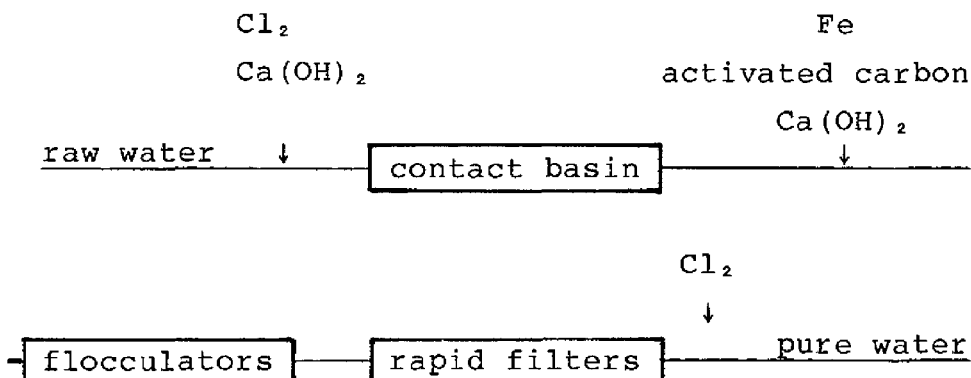 Cl₂ Fe
Ca(OH)₂ activated carbon
Ca(OH)₂
raw water ↓ contact basin ↓
Cl₂
↓
flocculators rapid filters pure water